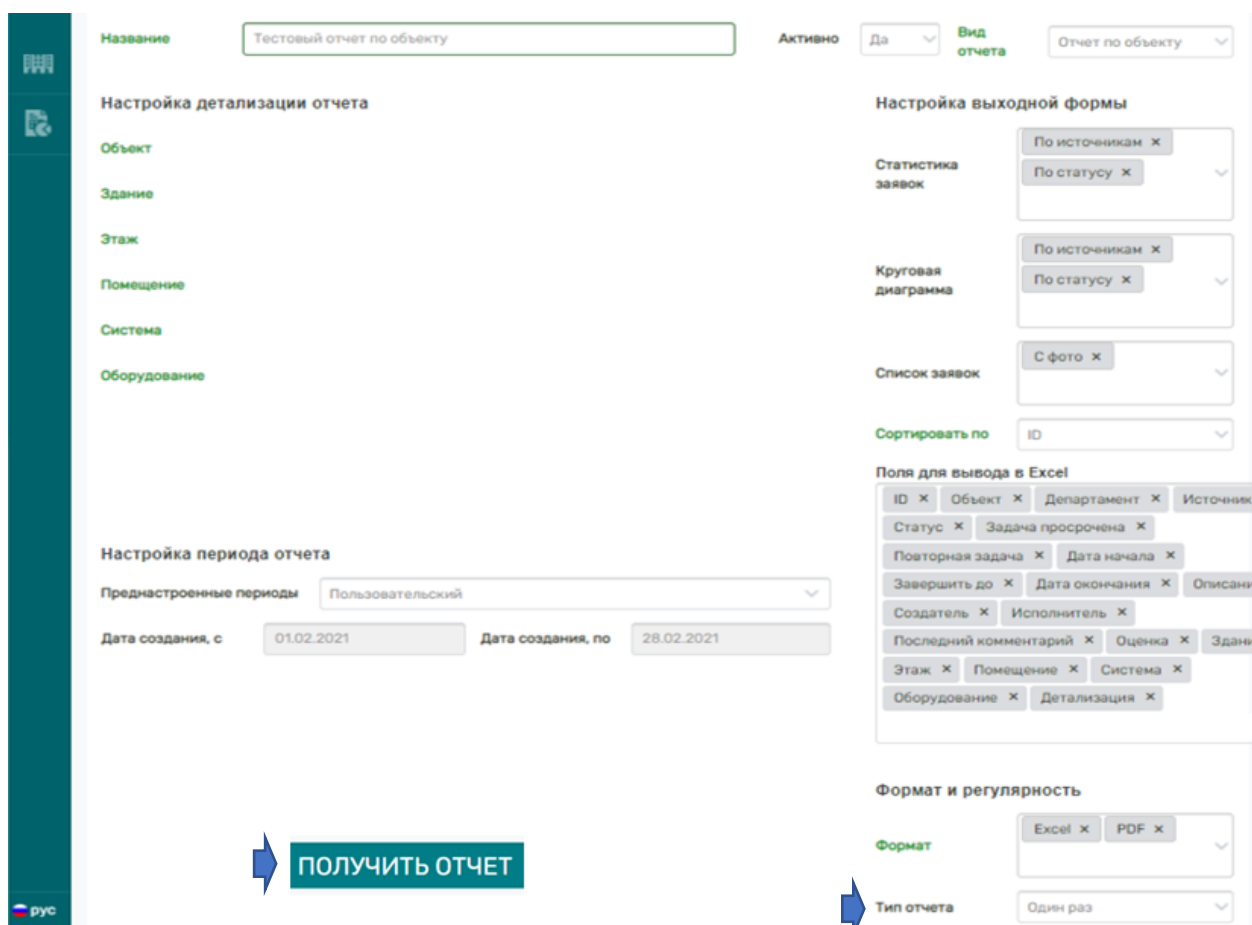 Название
Тестовый отчет по объекту
Активно
Да
Вид
отчета
Отчет по объекту
Настройка детализации отчета
Объект
Здание
Этаж
Помещение
Система
Оборудование
Настройка периода отчета
Преднастроенные периоды
Пользовательский
Дата создания, с
01.02.2021
Дата создания, по
28.02.2021
ПОЛУЧИТЬ ОТЧЕТ
Настройка выходной формы
Статистика
заявок
По источникам ×
По статусу ×
Круговая
диаграмма
По источникам ×
По статусу ×
Список заявок
С фото ×
Сортировать по
ID
Поля для вывода в Excel
ID × Объект × Департамент × Источник
Статус × Задача просрочена ×
Повторная задача × Дата начала ×
Завершить до × Дата окончания × Описани
Создатель × Исполнитель ×
Последний комментарий × Оценка × Здани
Этаж × Помещение × Система ×
Оборудование × Детализация ×
Формат и регулярность
Формат
Excel × PDF ×
Тип отчета
Один раз
рус